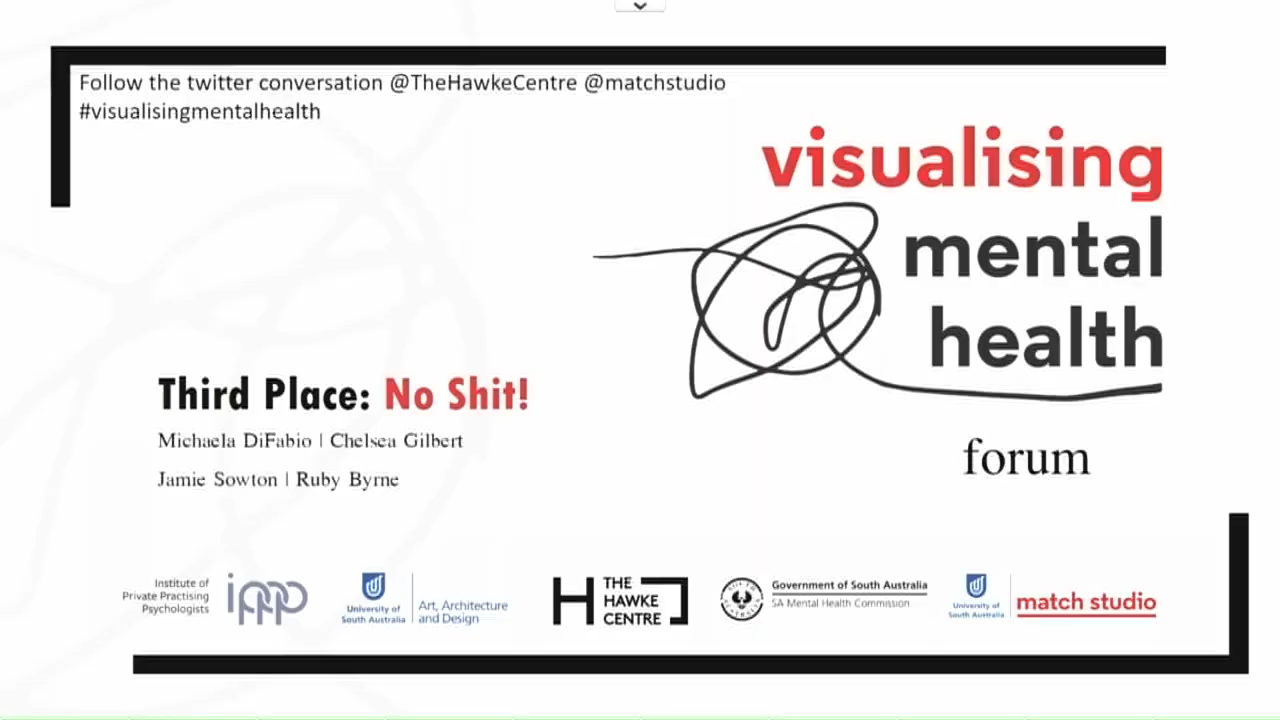 Follow the twitter conversation @TheHawkeCentre @matchstudio
#visualisingmentalhealth
visualising
mental
health
forum
Third Place: No Shit!
Michaela DiFabio | Chelsea Gilbert
Jamie Sowton | Ruby Byrne
Institute of
Private Practising
Psychologists
ippp
University of
South Australia
Art, Architecture
and Design
THE
HAWKE
CENTRE
Government of South Australia
SA Mental Health Commission
University of
South Australia
match studio